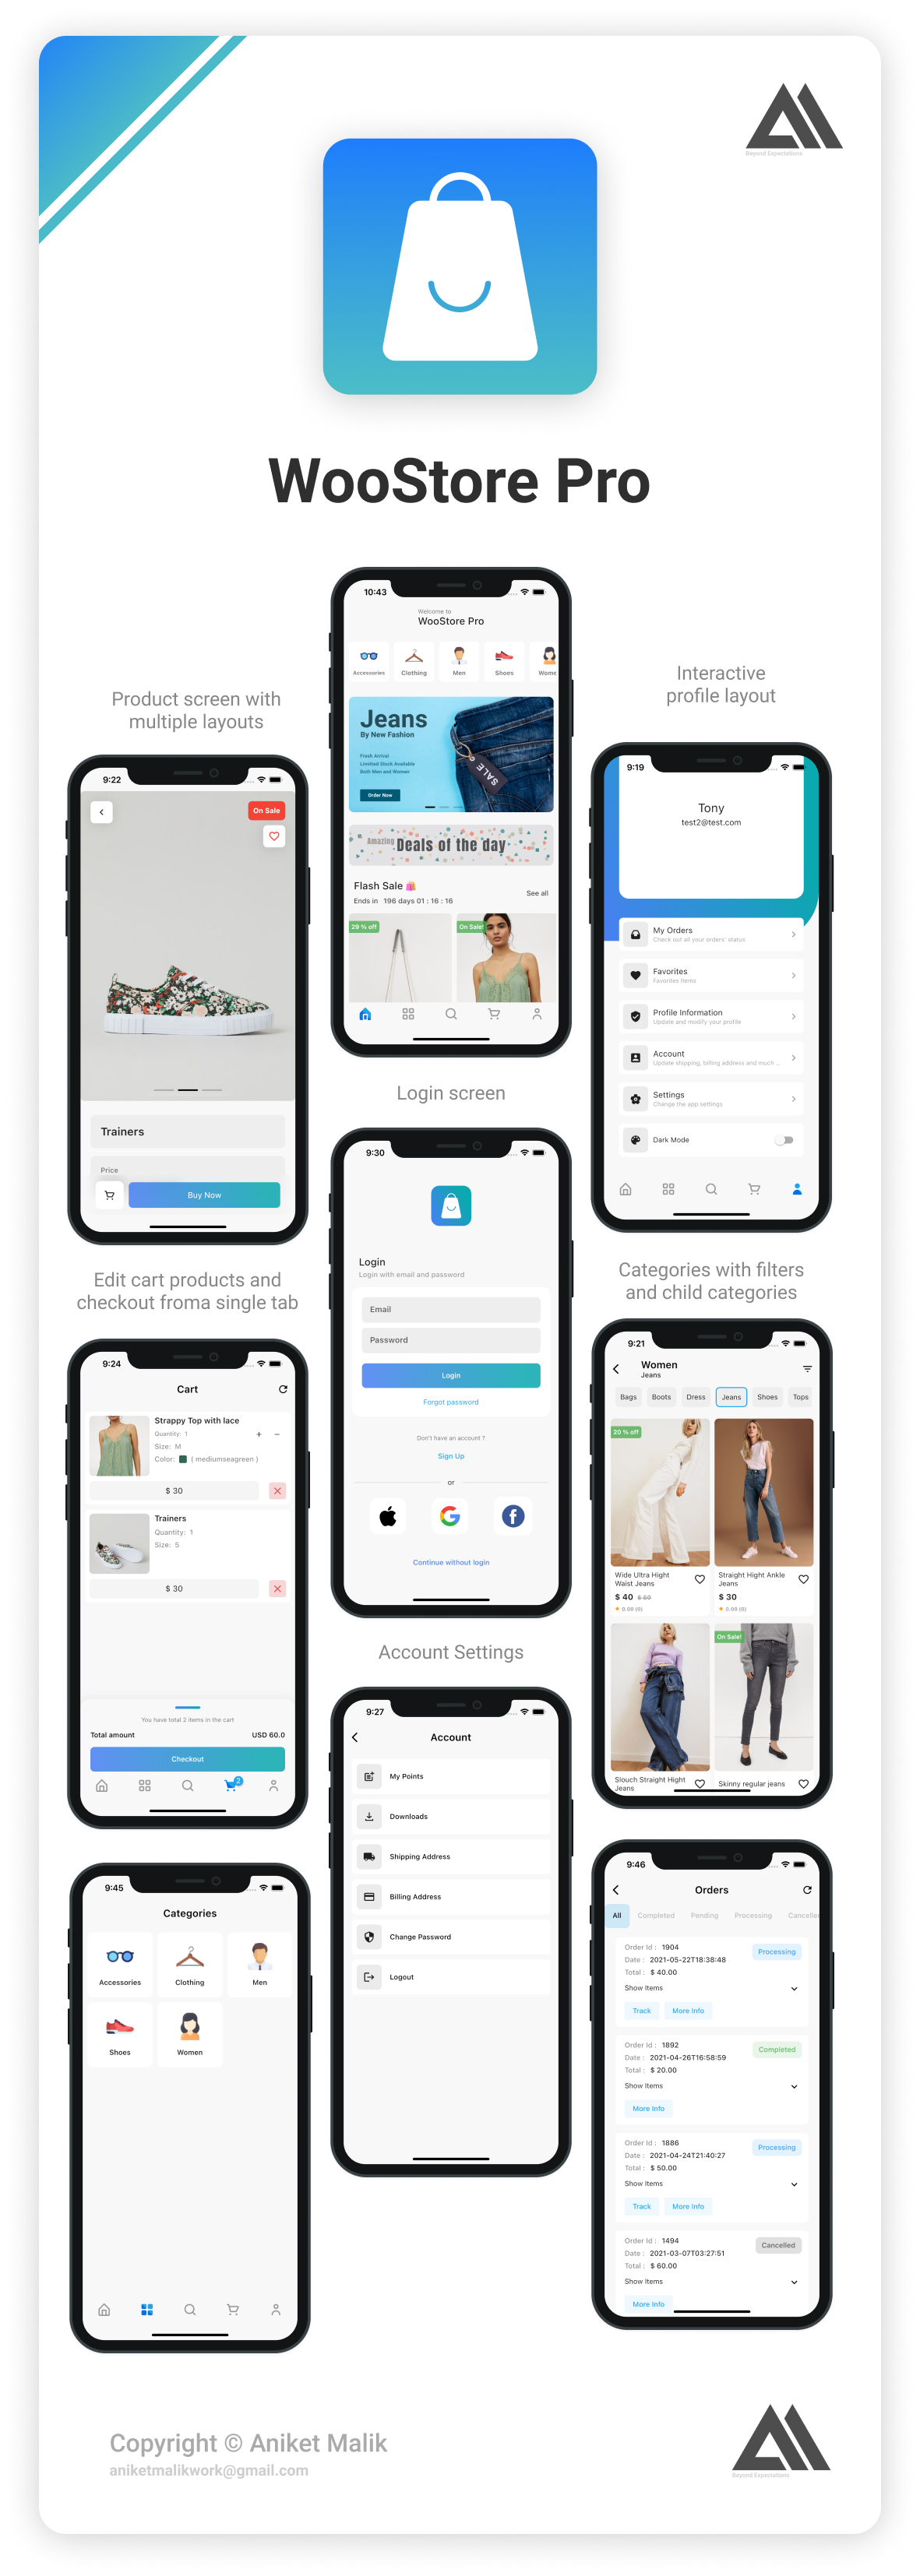 Beyond Expectations
WooStore Pro
10:43
Welcome to
WooStore Pro
Accessories
Clothing
Men
Shoes
Wome
Jeans
By New Fashion
Fresh Arrival
Limited Stock Available
Both Men and Women
Order Now
SALE
Amazing Deals of the day
Flash Sale 🛍️
Ends in 196 days 01 : 16 : 16
See all
29 % off
On Sale!
Product screen with
multiple layouts
9:22
On Sale
Trainers
Price
Buy Now
Interactive
profile layout
9:19
Tony
test2@test.com
My Orders
Check out all your orders' status
Favorites
Favorites Items
Profile Information
Update and modify your profile
Account
Update shipping, billing address and much ...
Settings
Change the app settings
Dark Mode
Login screen
9:30
Login
Login with email and password
Email
Password
Login
Forgot password
Don't have an account ?
Sign Up
or
Continue without login
Edit cart products and
checkout froma single tab
9:24
Cart
Strappy Top with lace
Quantity: 1 + −
Size: M
Color: ( mediumseagreen )
$ 30
Trainers
Quantity: 1
Size: 5
$ 30
You have total 2 items in the cart
Total amount USD 60.0
Checkout
2
Categories with filters
and child categories
9:21
Women
Jeans
Bags Boots Dress Jeans Shoes Tops
20 % off
Wide Ultra Hight
Waist Jeans
$ 40 $ 50
0.00 (0)
Straight Hight Ankle
Jeans
$ 30
0.00 (0)
On Sale!
Slouch Straight Hight
Jeans
Skinny regular jeans
Account Settings
9:27
Account
My Points
Downloads
Shipping Address
Billing Address
Change Password
Logout
9:45
Categories
Accessories
Clothing
Men
Shoes
Women
9:46
Orders
All Completed Pending Processing Cancelled
Order Id : 1904
Processing
Date : 2021-05-22T18:38:48
Total : $ 40.00
Show Items
Track More Info
Order Id : 1892
Completed
Date : 2021-04-26T16:58:59
Total : $ 20.00
Show Items
More Info
Order Id : 1886
Processing
Date : 2021-04-24T21:40:27
Total : $ 50.00
Show Items
Track More Info
Order Id : 1494
Cancelled
Date : 2021-03-07T03:27:51
Total : $ 60.00
Show Items
More Info
Copyright © Aniket Malik
aniketmalikwork@gmail.com
Beyond Expectations